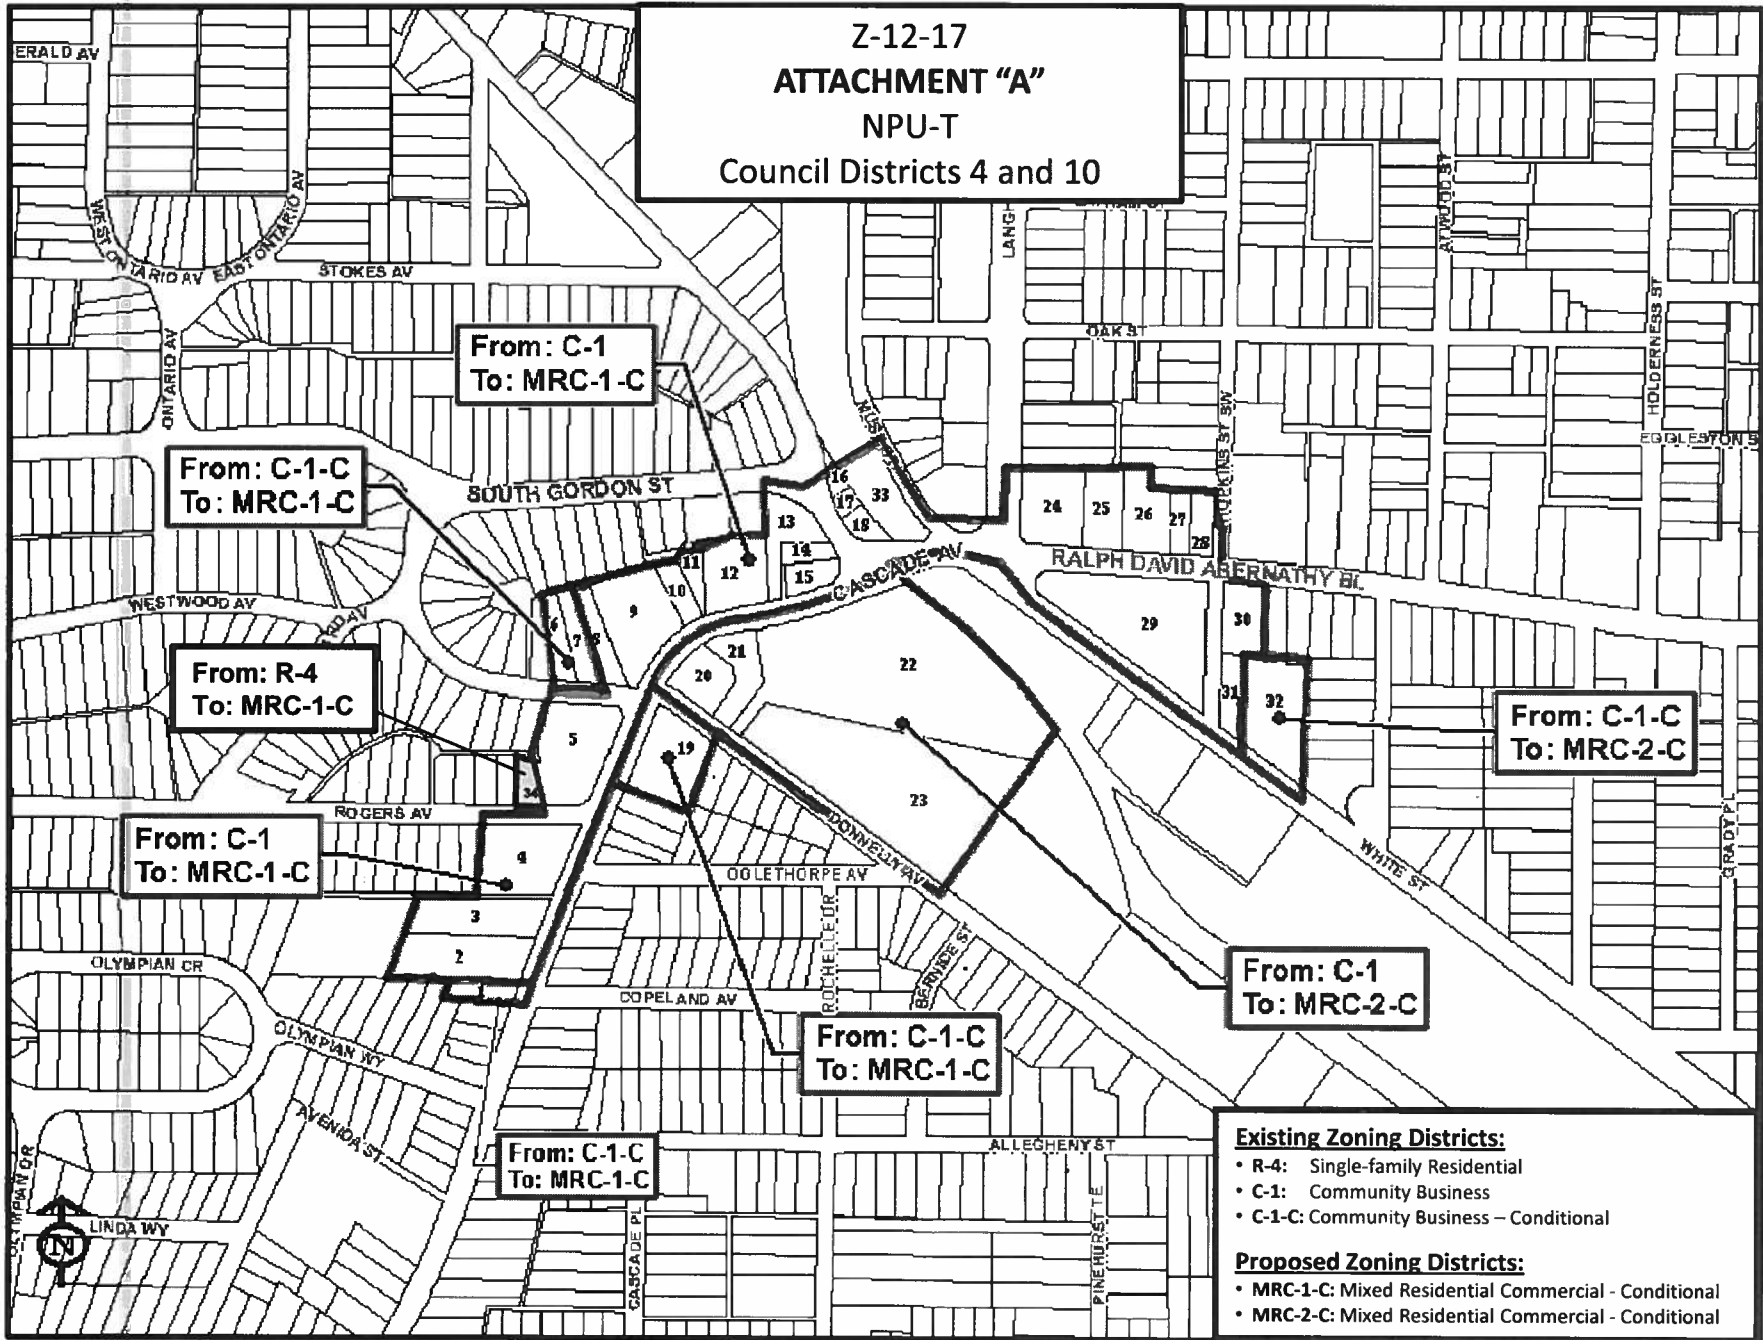 Z-12-17
ATTACHMENT “A”
NPU-T
Council Districts 4 and 10
ERALD AV
WEST ONTARIO AV
EAST ONTARIO AV
STOKES AV
ONTARIO AV
LANGH
ATWOOD ST
OAK ST
HOLDERNESS ST
EGGLESTON S
HOPKINS ST SW
MUS
From: C-1
To: MRC-1-C
From: C-1-C
To: MRC-1-C
SOUTH GORDON ST
16
17
18
33
13
14
15
12
11
10
9
24
25
26
27
28
CASCADE AV
RALPH DAVID ABERNATHY BL
WESTWOOD AV
RD AV
6
7
8
29
30
31
32
21
20
22
From: R-4
To: MRC-1-C
5
19
23
34
From: C-1-C
To: MRC-2-C
ROGERS AV
From: C-1
To: MRC-1-C
4
3
2
DONNELLY AV
OGLETHORPE AV
WHITE ST
GRADY PL
ROCHELLE DR
BERNICE ST
OLYMPIAN CR
COPELAND AV
From: C-1
To: MRC-2-C
OLYMPIAN WY
From: C-1-C
To: MRC-1-C
AVENIDA ST
From: C-1-C
To: MRC-1-C
ALLEGHENY ST
OLYMPIAN DR
LINDA WY
N
CASCADE PL
PINEHURST TE
Existing Zoning Districts:
• R-4: Single-family Residential
• C-1: Community Business
• C-1-C: Community Business – Conditional
Proposed Zoning Districts:
• MRC-1-C: Mixed Residential Commercial - Conditional
• MRC-2-C: Mixed Residential Commercial - Conditional